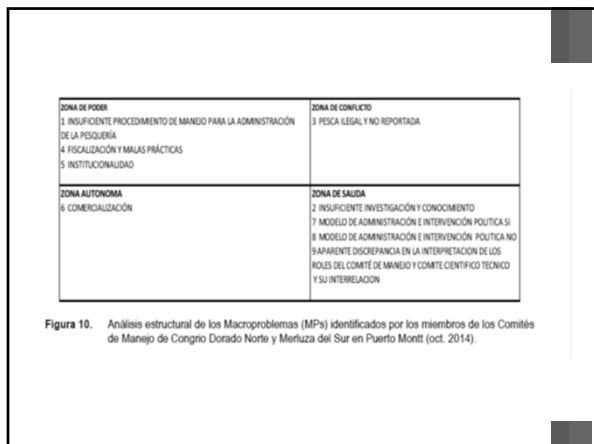 ZONA DE PODER
1 INSUFICIENTE PROCEDIMIENTO DE MANEJO PARA LA ADMINISTRACIÓN
DE LA PESQUERÍA
4 FISCALIZACIÓN Y MALAS PRÁCTICAS
5 INSTITUCIONALIDAD
ZONA DE CONFLICTO
3 PESCA ILEGAL Y NO REPORTADA
ZONA AUTONOMA
6 COMERCIALIZACIÓN
ZONA DE SALIDA
2 INSUFICIENTE INVESTIGACIÓN Y CONOCIMIENTO
7 MODELO DE ADMINISTRACIÓN E INTERVENCIÓN POLITICA SI
8 MODELO DE ADMINISTRACIÓN E INTERVENCIÓN POLITICA NO
9 APARENTE DISCREPANCIA EN LA INTERPRETACION DE LOS
ROLES DEL COMITÉ DE MANEJO Y COMITE CIENTIFICO TECNICO
Y SU INTERRELACION
Figura 10. Análisis estructural de los Macroproblemas (MPs) identificados por los miembros de los Comités
de Manejo de Congrio Dorado Norte y Merluza del Sur en Puerto Montt (oct. 2014).